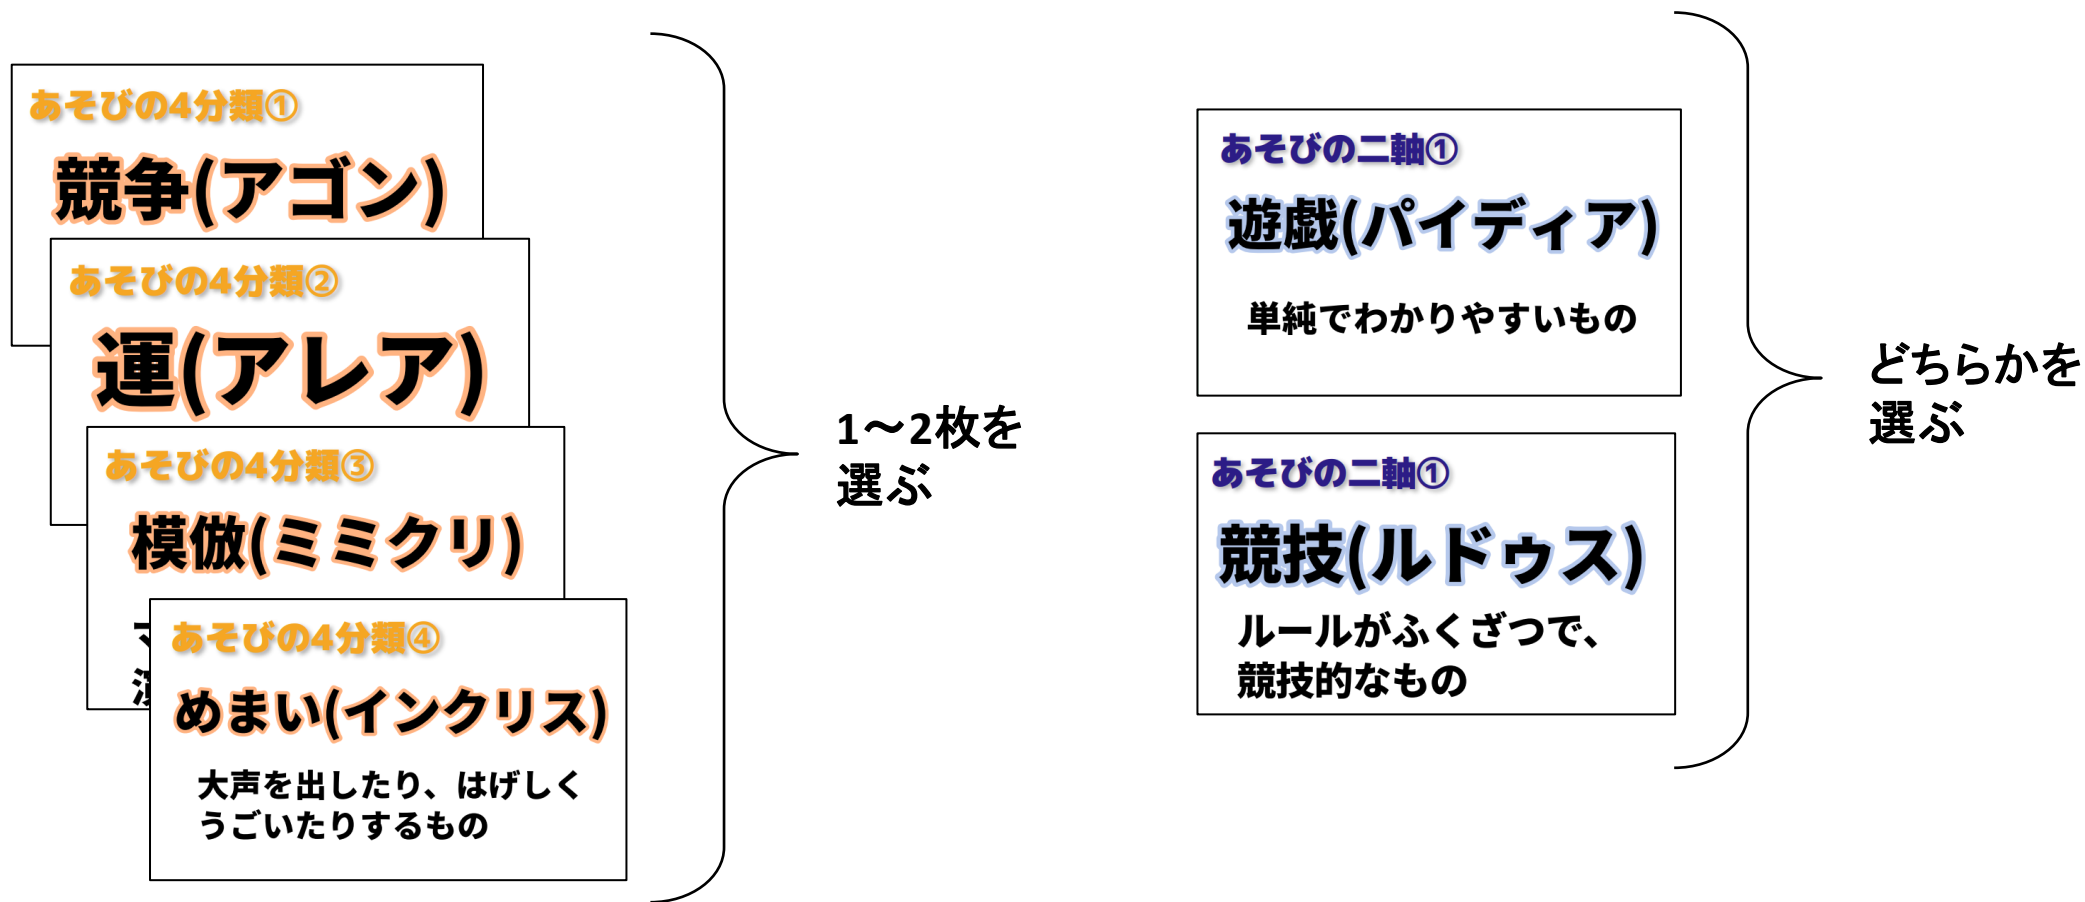 あそびの4分類①
競争(アゴン)
あそびの4分類②
運(アレア)
あそびの4分類③
模倣(ミミクリ)
あそびの4分類④
めまい(インクリス)
大声を出したり、はげしく
うごいたりするもの
1～2枚を
選ぶ
あそびの二軸①
遊戯(パイディア)
単純でわかりやすいもの
あそびの二軸①
競技(ルドゥス)
ルールがふくざつで、
競技的なもの
どちらかを
選ぶ